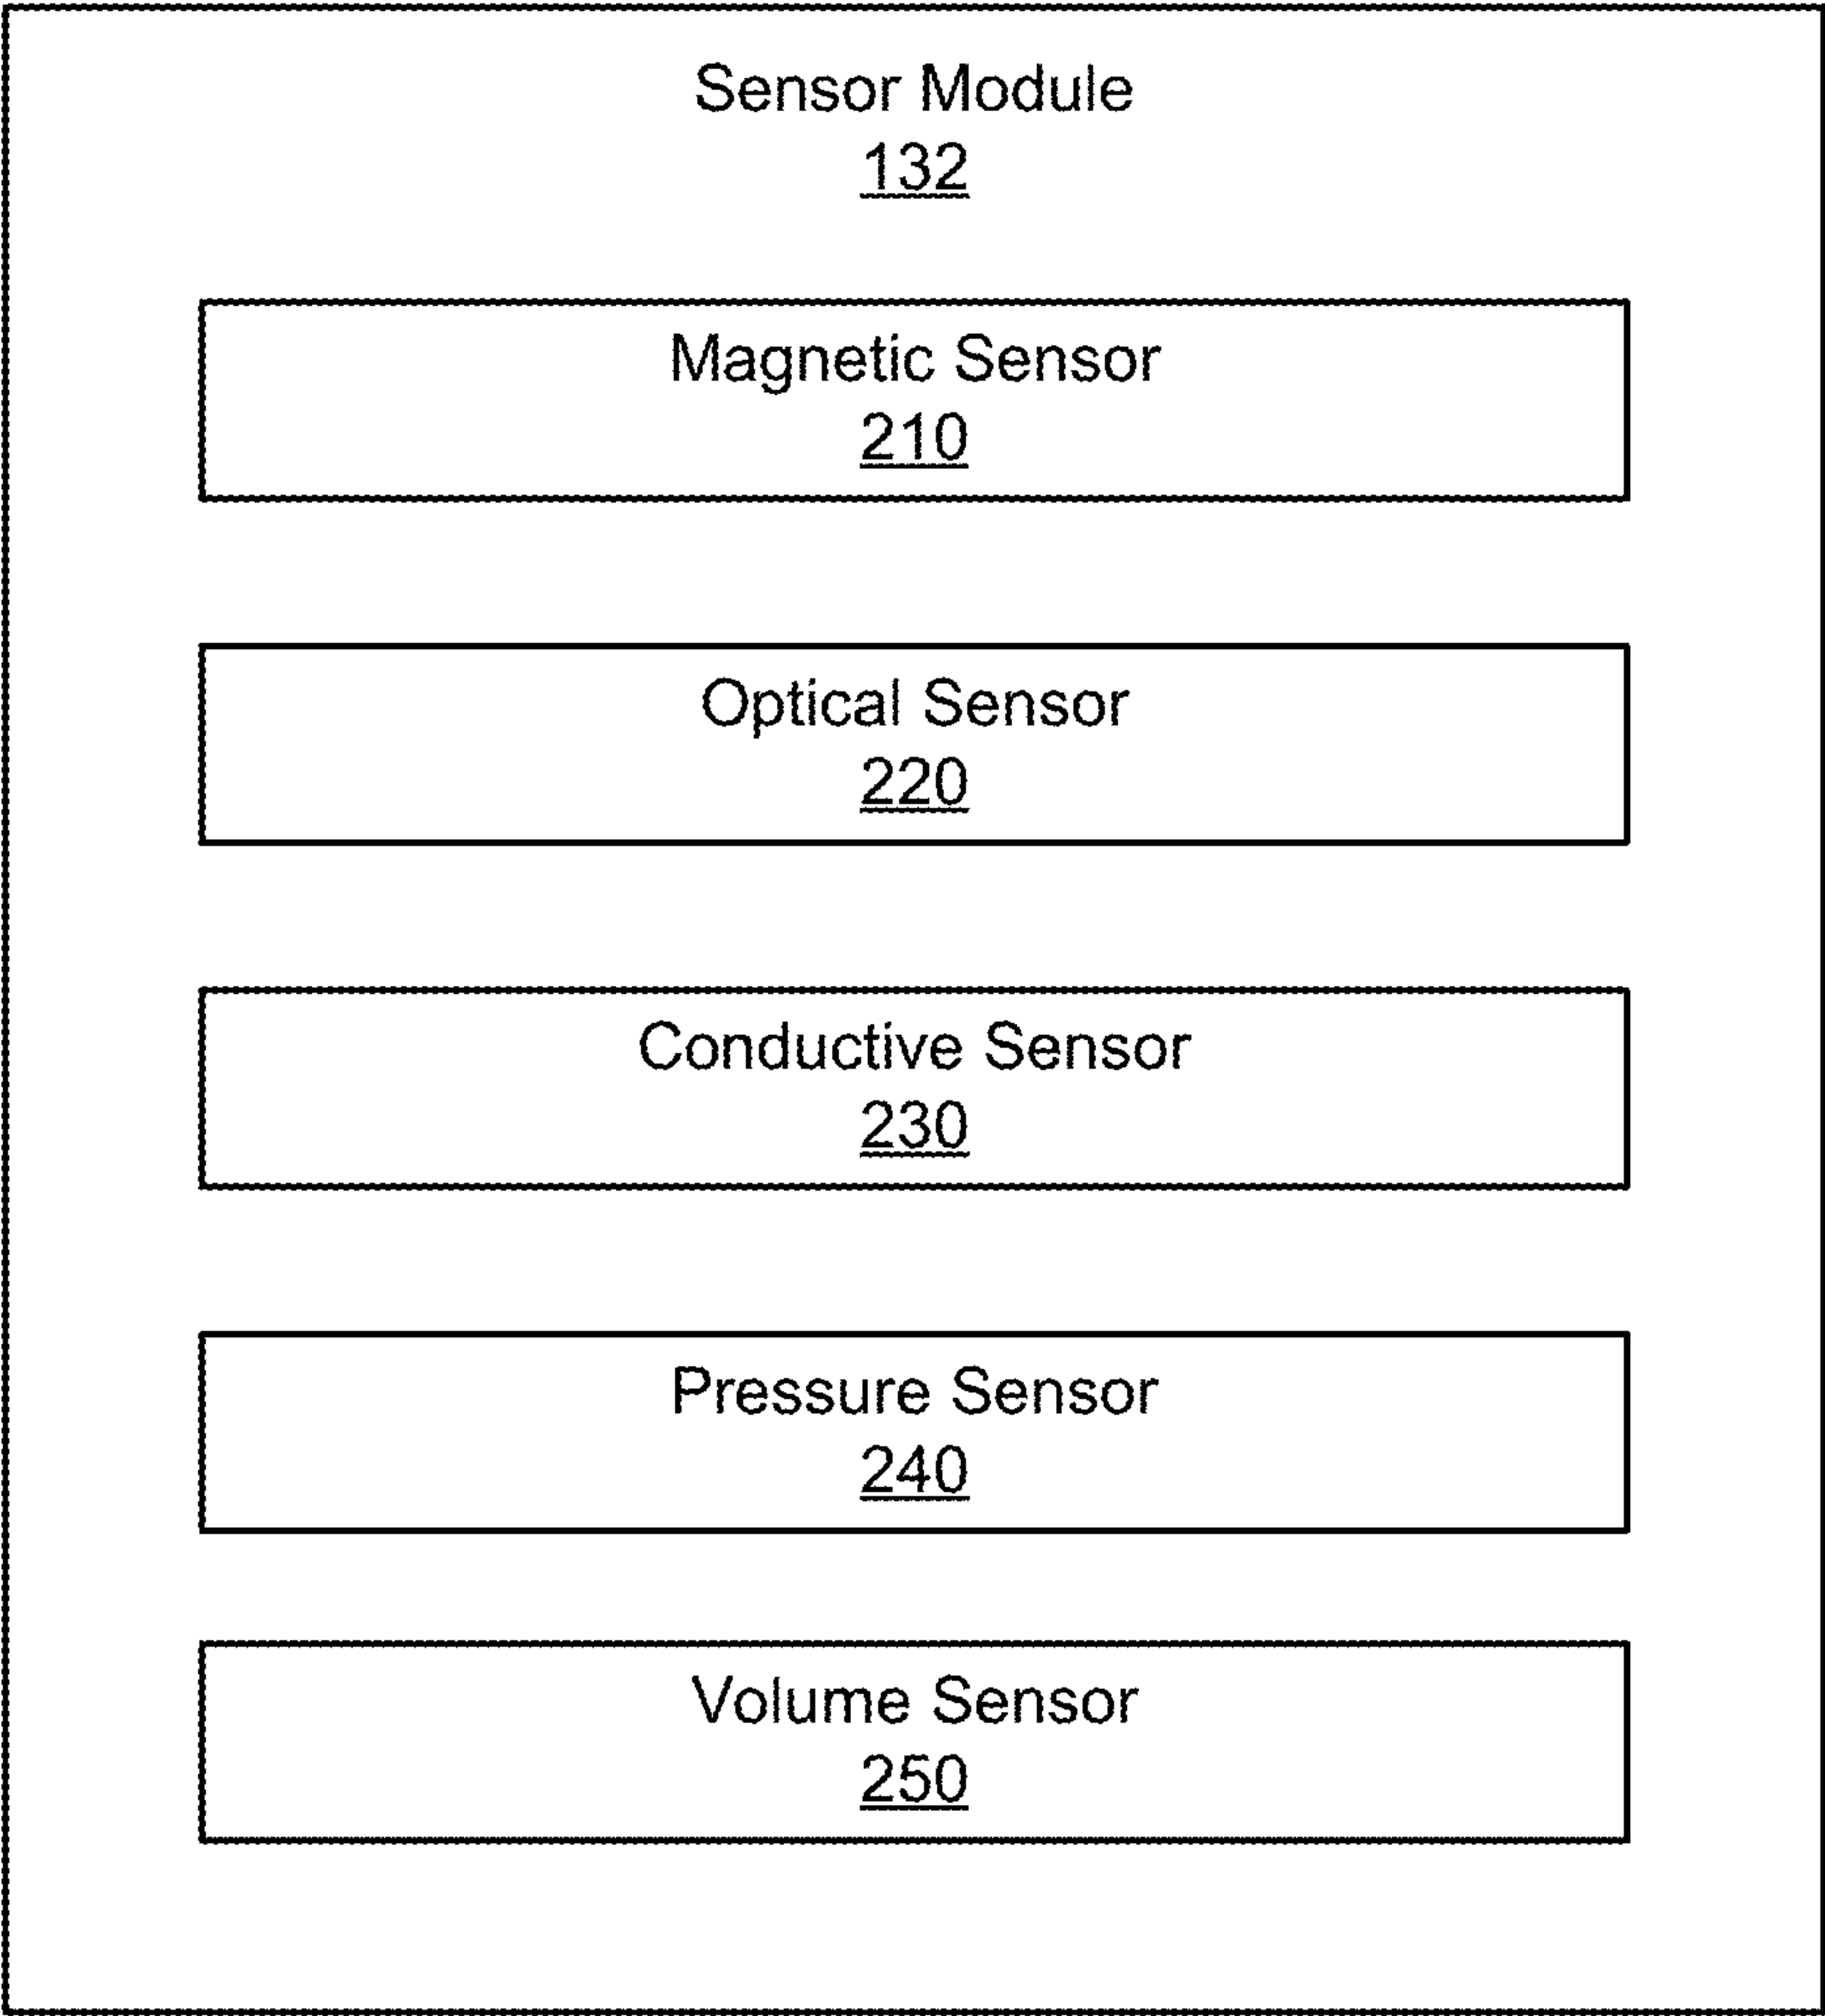 Sensor Module
132
Magnetic Sensor
210
Optical Sensor
220
Conductive Sensor
230
Pressure Sensor
240
Volume Sensor
250